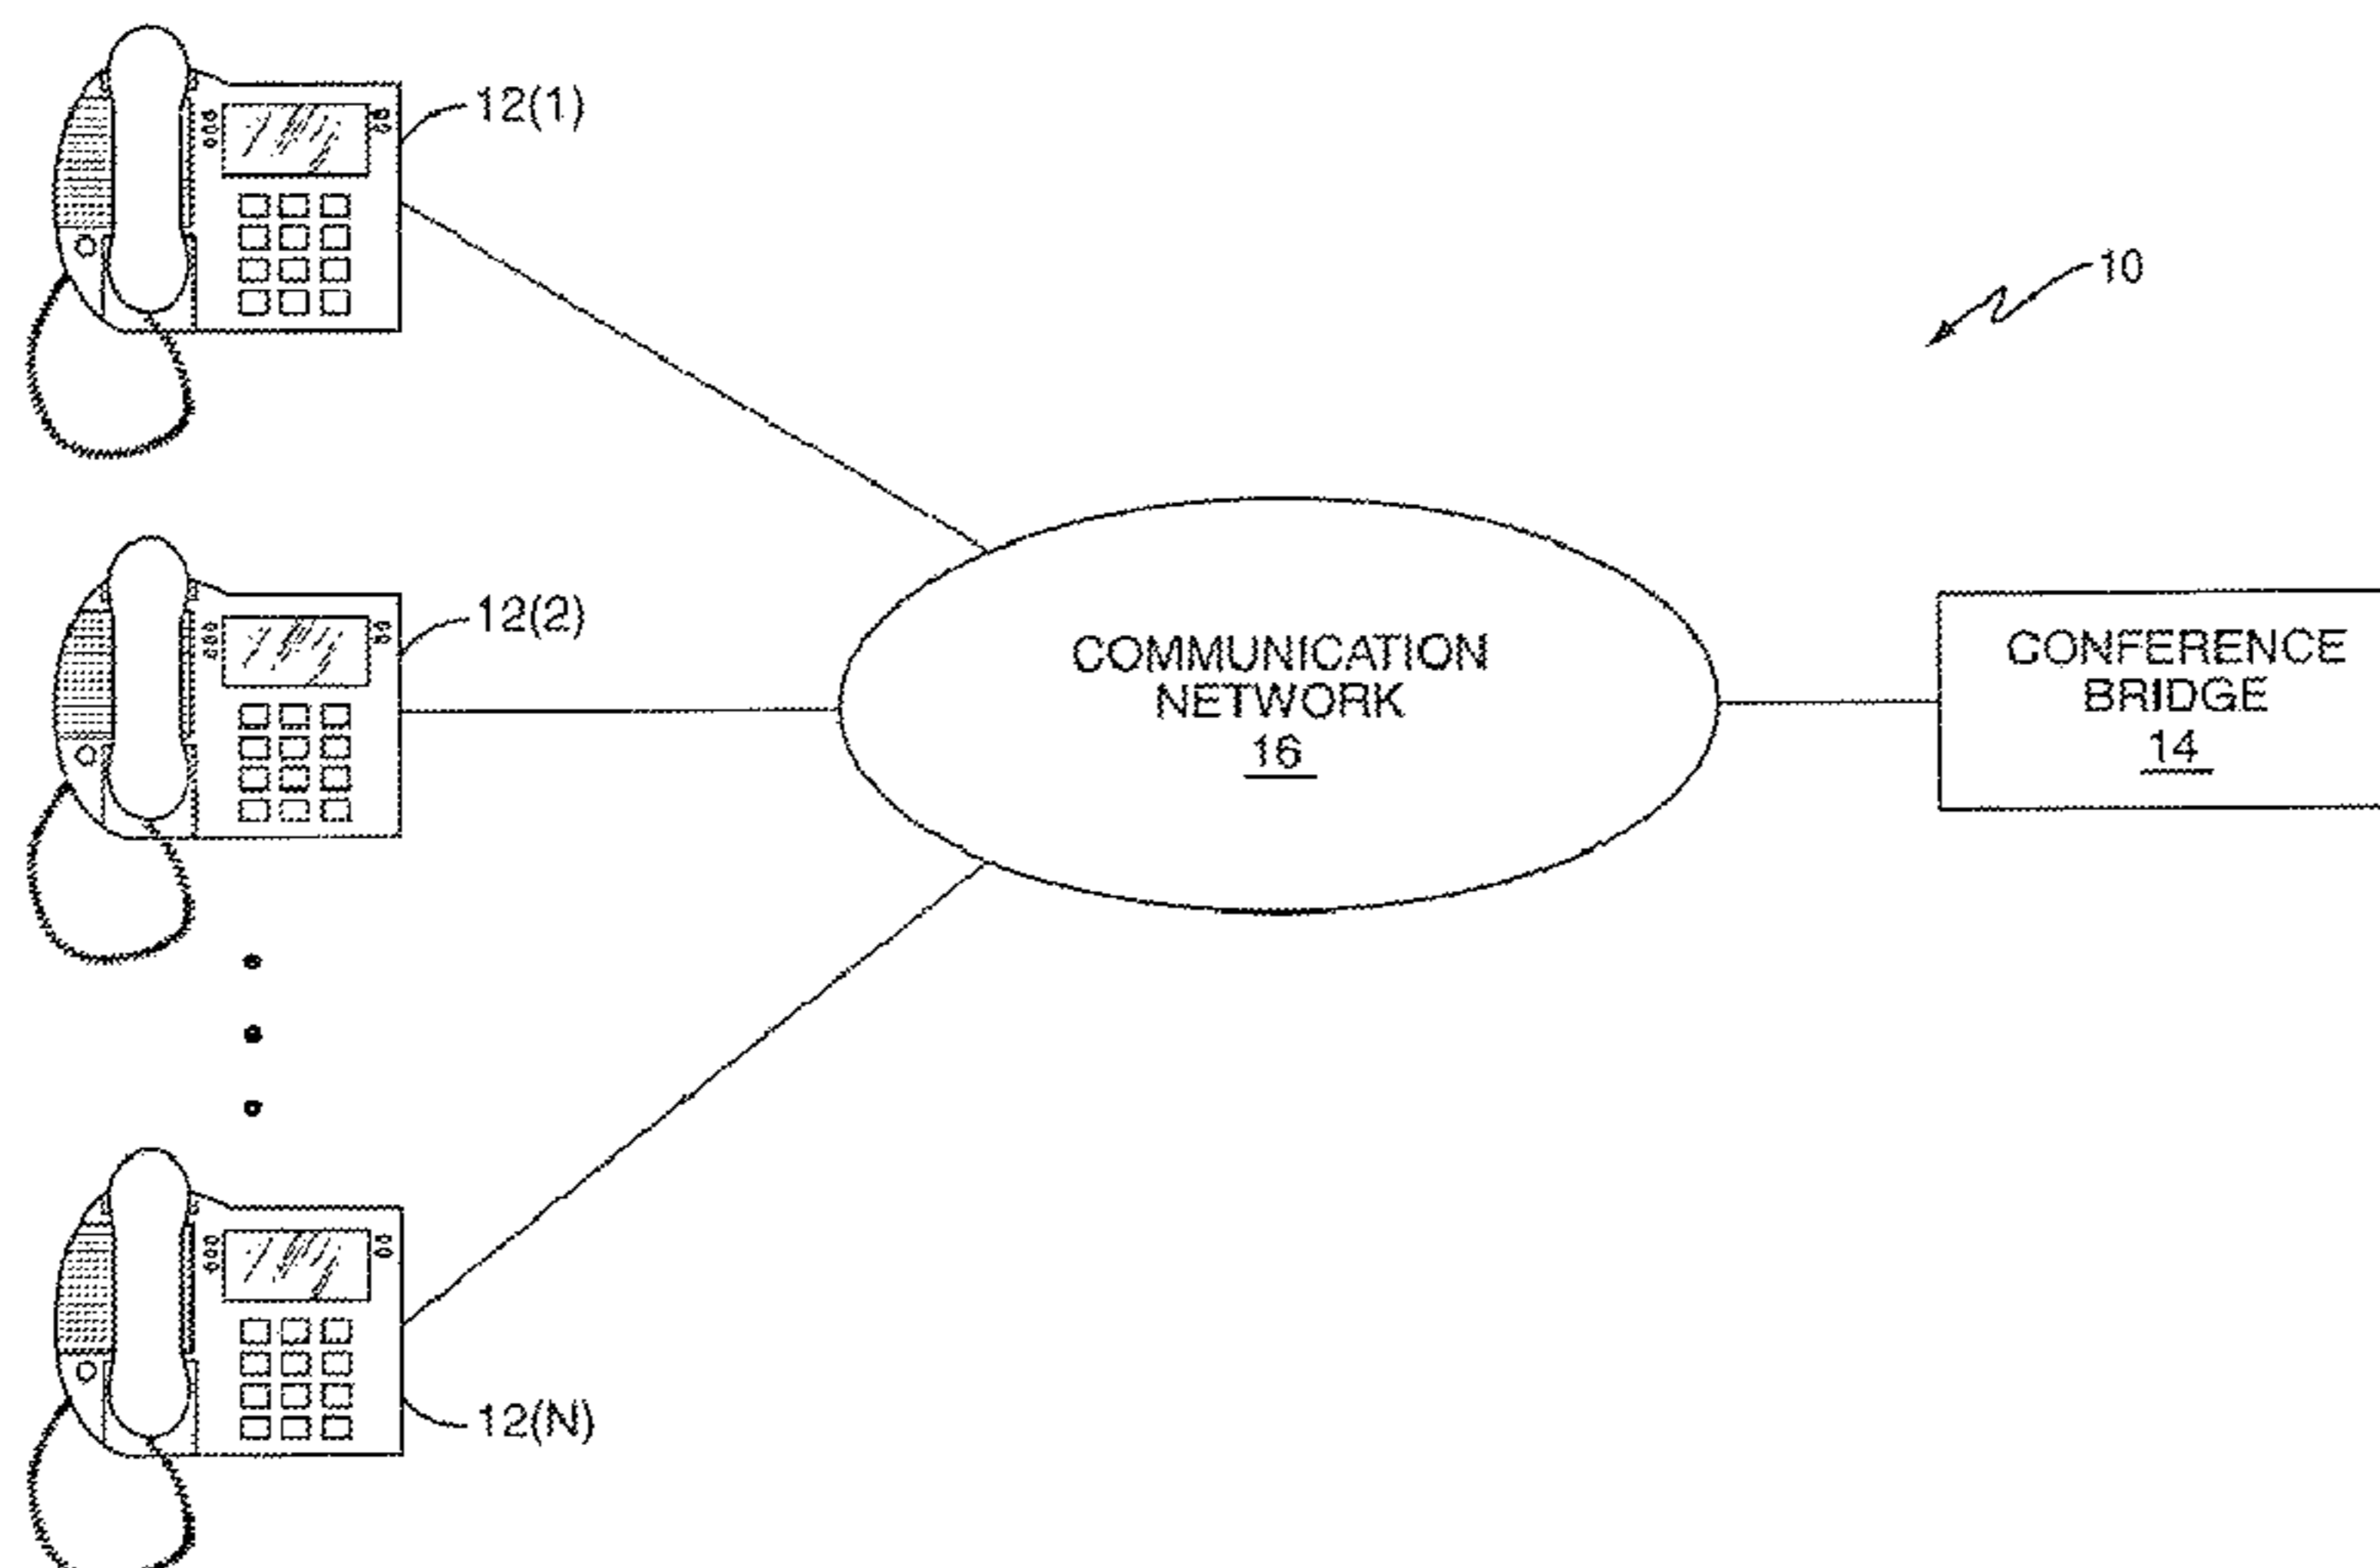 12(1)
10
12(2)
COMMUNICATION
NETWORK
16
CONFERENCE
BRIDGE
14
12(N)